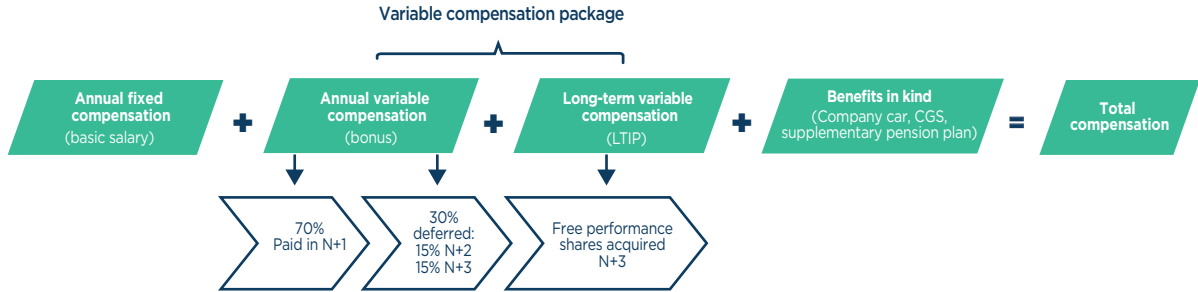 Variable compensation package
Annual fixed
compensation
(basic salary)
+
Annual variable
compensation
(bonus)
+
Long-term variable
compensation
(LTIP)
+
Benefits in kind
(Company car, CGS,
supplementary pension plan)
=
Total
compensation
70%
Paid in N+1
30%
deferred:
15% N+2
15% N+3
Free performance
shares acquired
N+3